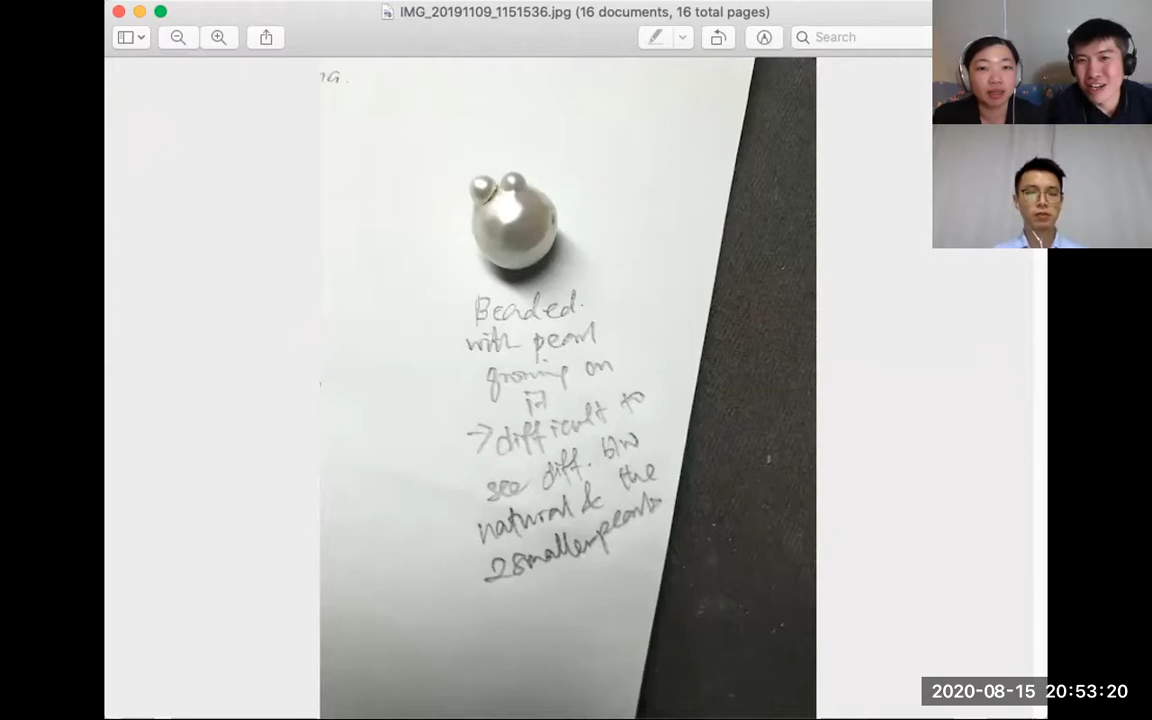 IMG_20191109_1151536.jpg (16 documents, 16 total pages)
Search
Beaded.
with pearl
growing on
it
→ difficult to
see diff. b/w
natural & the
2 smaller pearls
2020-08-15 20:53:20